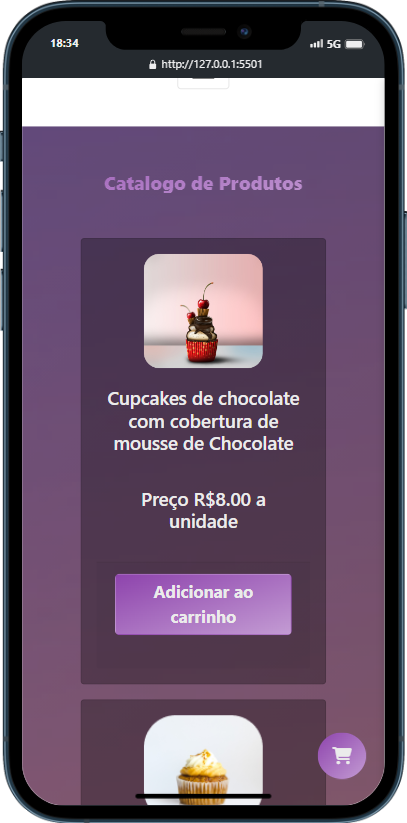 18:34
5G
http://127.0.0.1:5501
Catalogo de Produtos
Cupcakes de chocolate
com cobertura de
mousse de Chocolate
Preço R$8.00 a
unidade
Adicionar ao
carrinho